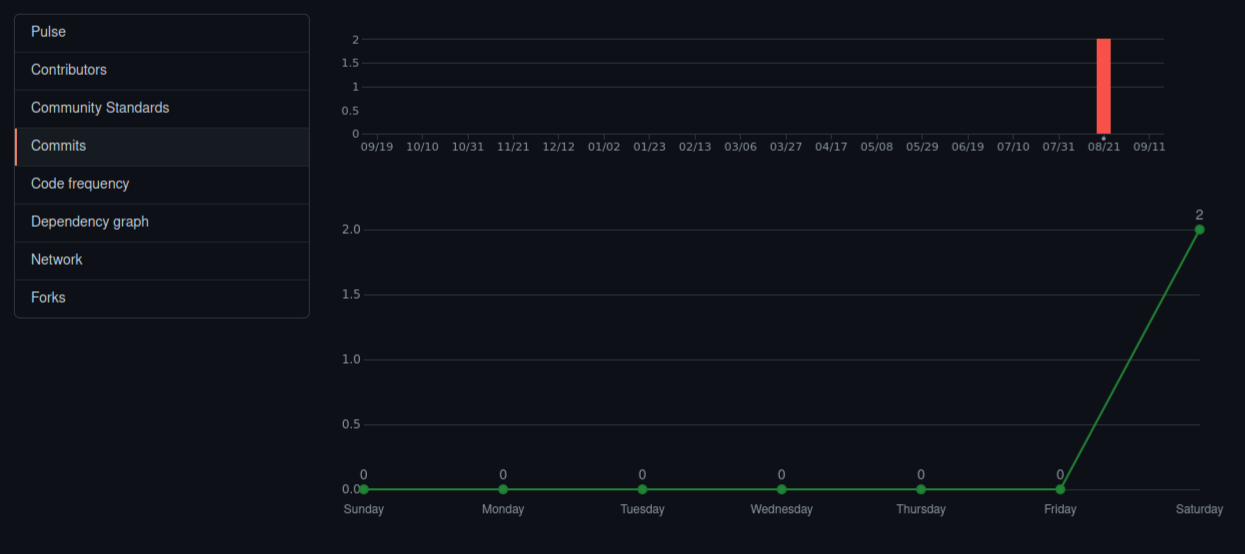 Pulse
Contributors
Community Standards
Commits
Code frequency
Dependency graph
Network
Forks
2
1.5
1
0.5
0
09/19 10/10 10/31 11/21 12/12 01/02 01/23 02/13 03/06 03/27 04/17 05/08 05/29 06/19 07/10 07/31 08/21 09/11
2
2.0
1.5
1.0
0.5
0 0 0 0 0 0
0.0
Sunday Monday Tuesday Wednesday Thursday Friday Saturday